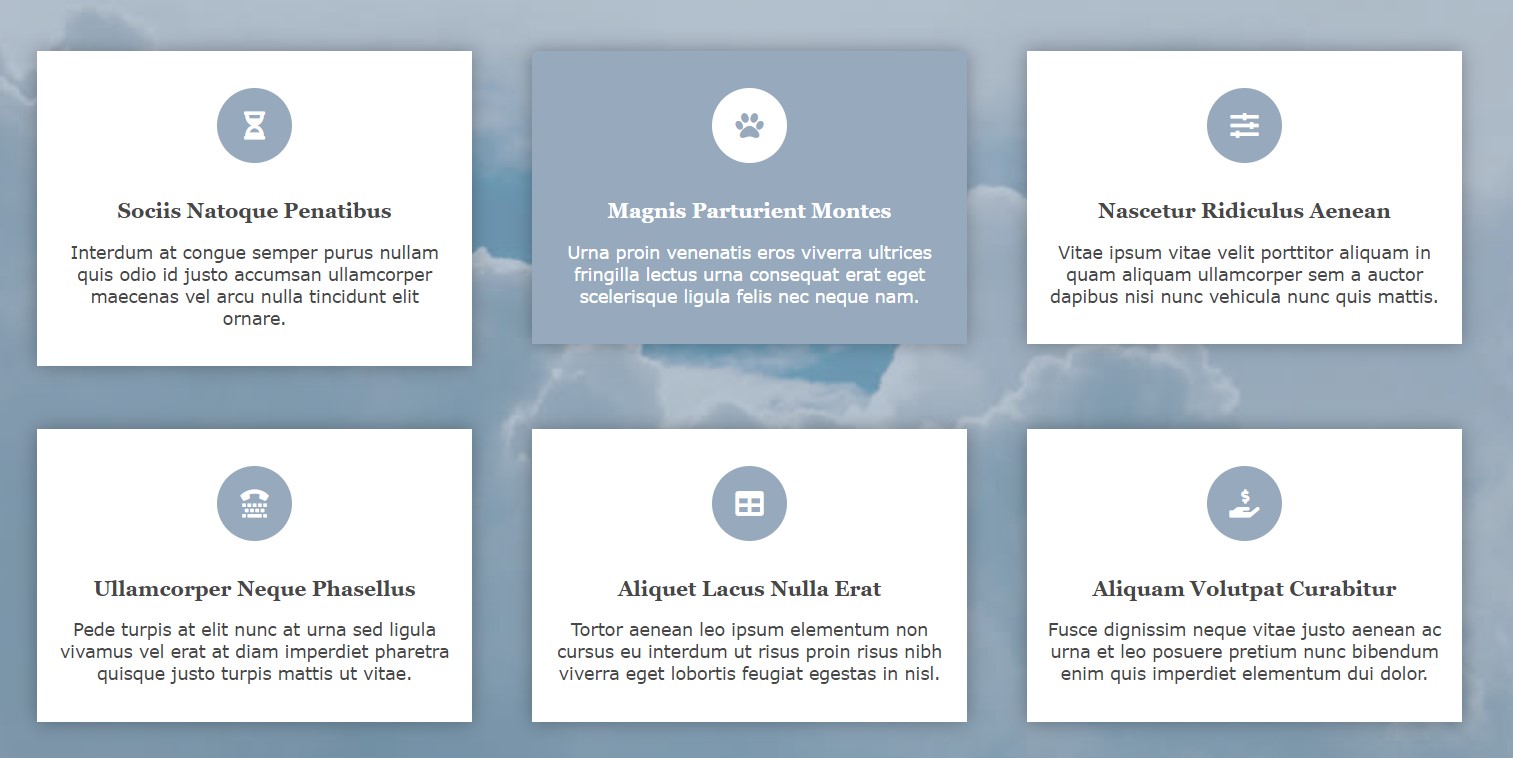 Sociis Natoque Penatibus
Interdum at congue semper purus nullam
quis odio id justo accumsan ullamcorper
maecenas vel arcu nulla tincidunt elit
ornare.
Magnis Parturient Montes
Urna proin venenatis eros viverra ultrices
fringilla lectus urna consequat erat eget
scelerisque ligula felis nec neque nam.
Nascetur Ridiculus Aenean
Vitae ipsum vitae velit porttitor aliquam in
quam aliquam ullamcorper sem a auctor
dapibus nisi nunc vehicula nunc quis mattis.
Ullamcorper Neque Phasellus
Pede turpis at elit nunc at urna sed ligula
vivamus vel erat at diam imperdiet pharetra
quisque justo turpis mattis ut vitae.
Aliquet Lacus Nulla Erat
Tortor aenean leo ipsum elementum non
cursus eu interdum ut risus proin risus nibh
viverra eget lobortis feugiat egestas in nisl.
$
Aliquam Volutpat Curabitur
Fusce dignissim neque vitae justo aenean ac
urna et leo posuere pretium nunc bibendum
enim quis imperdiet elementum dui dolor.